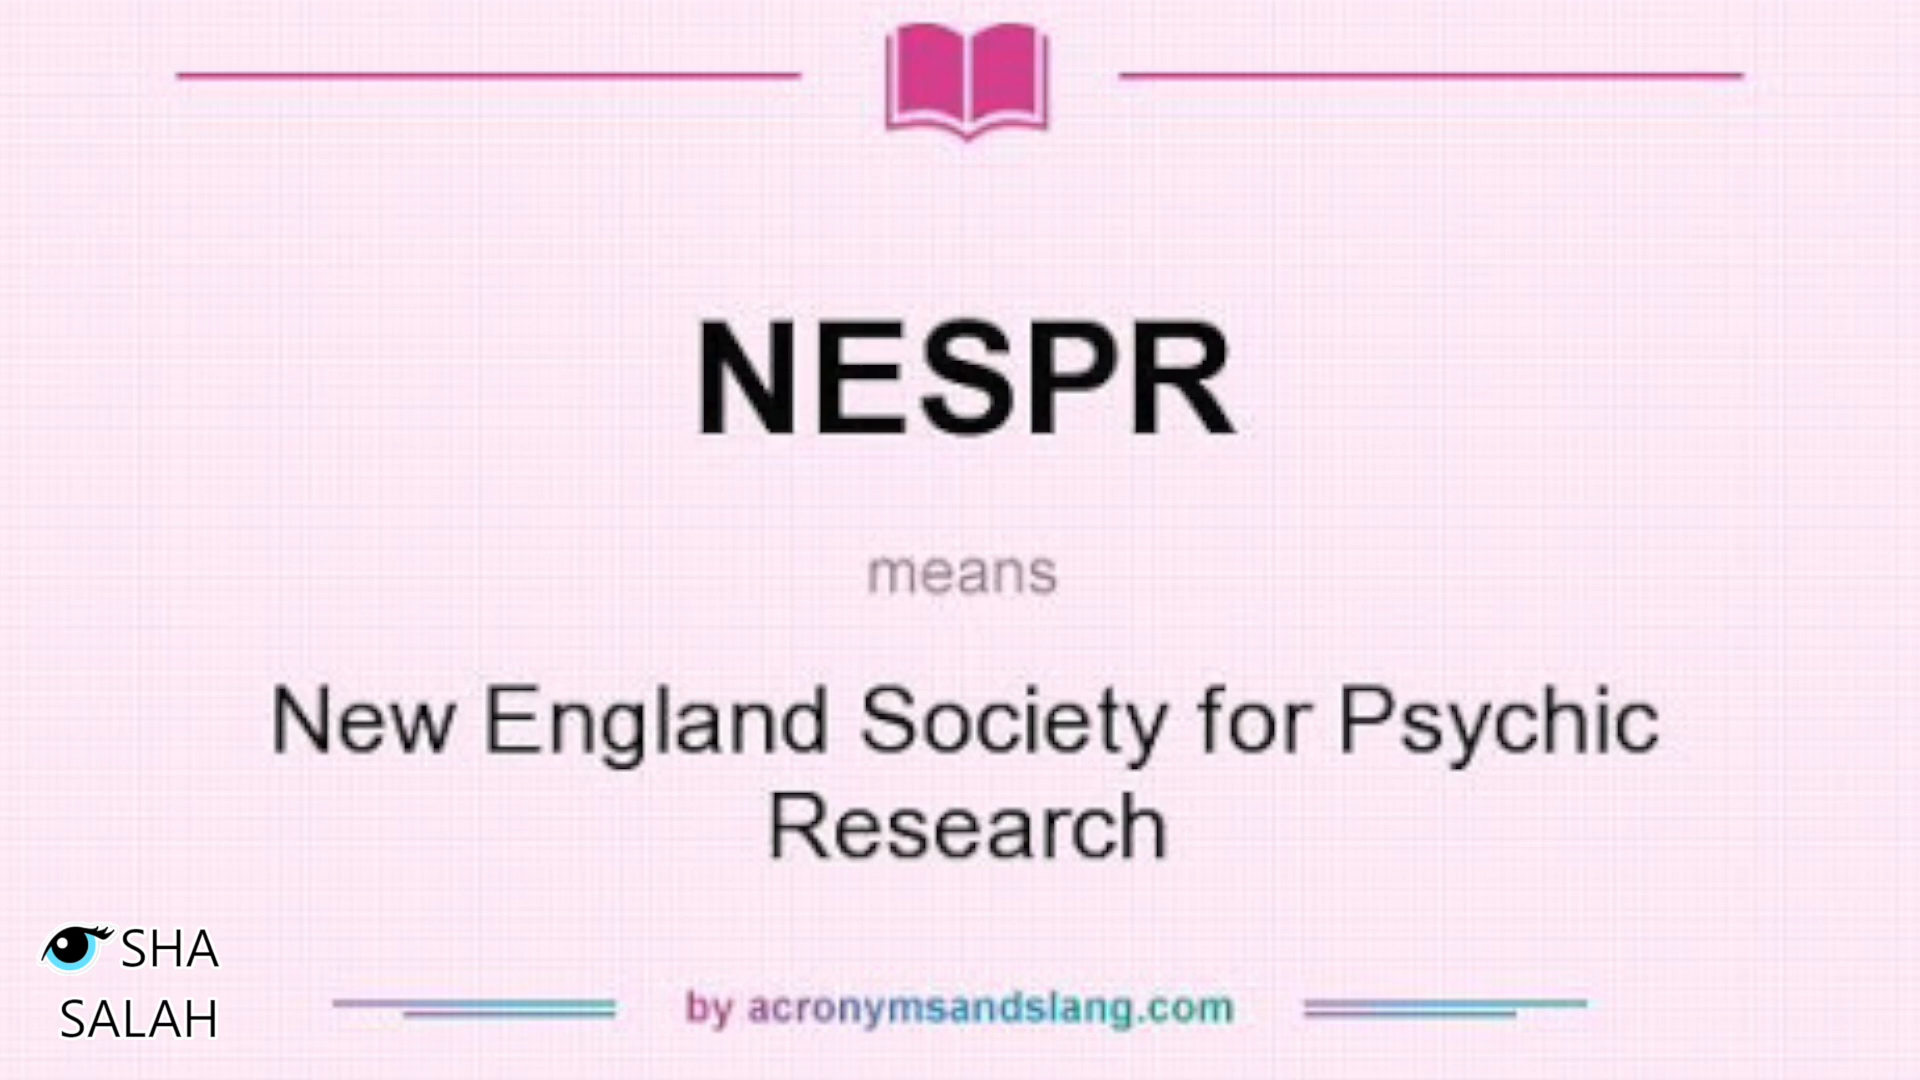 NESPR
means
New England Society for Psychic
Research
SHA
SALAH
by acronymsandslang.com